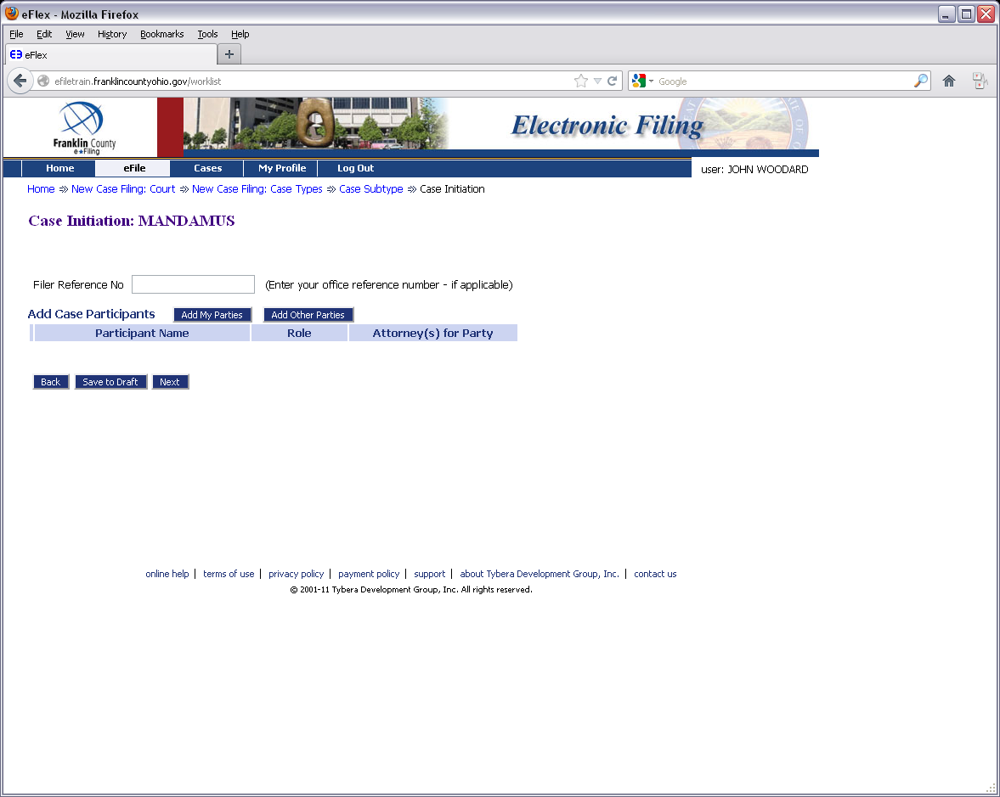 eFlex - Mozilla Firefox
File Edit View History Bookmarks Tools Help
eFlex
efiletrain.franklincountyohio.gov/worklist Google
Franklin County
e★Filing
Electronic Filing
Home eFile Cases My Profile Log Out user: JOHN WOODARD
Home ⇒ New Case Filing: Court ⇒ New Case Filing: Case Types ⇒ Case Subtype ⇒ Case Initiation
Case Initiation: MANDAMUS
Filer Reference No (Enter your office reference number - if applicable)
Add Case Participants Add My Parties Add Other Parties
Participant Name Role Attorney(s) for Party
Back Save to Draft Next
online help | terms of use | privacy policy | payment policy | support | about Tybera Development Group, Inc. | contact us
© 2001-11 Tybera Development Group, Inc. All rights reserved.